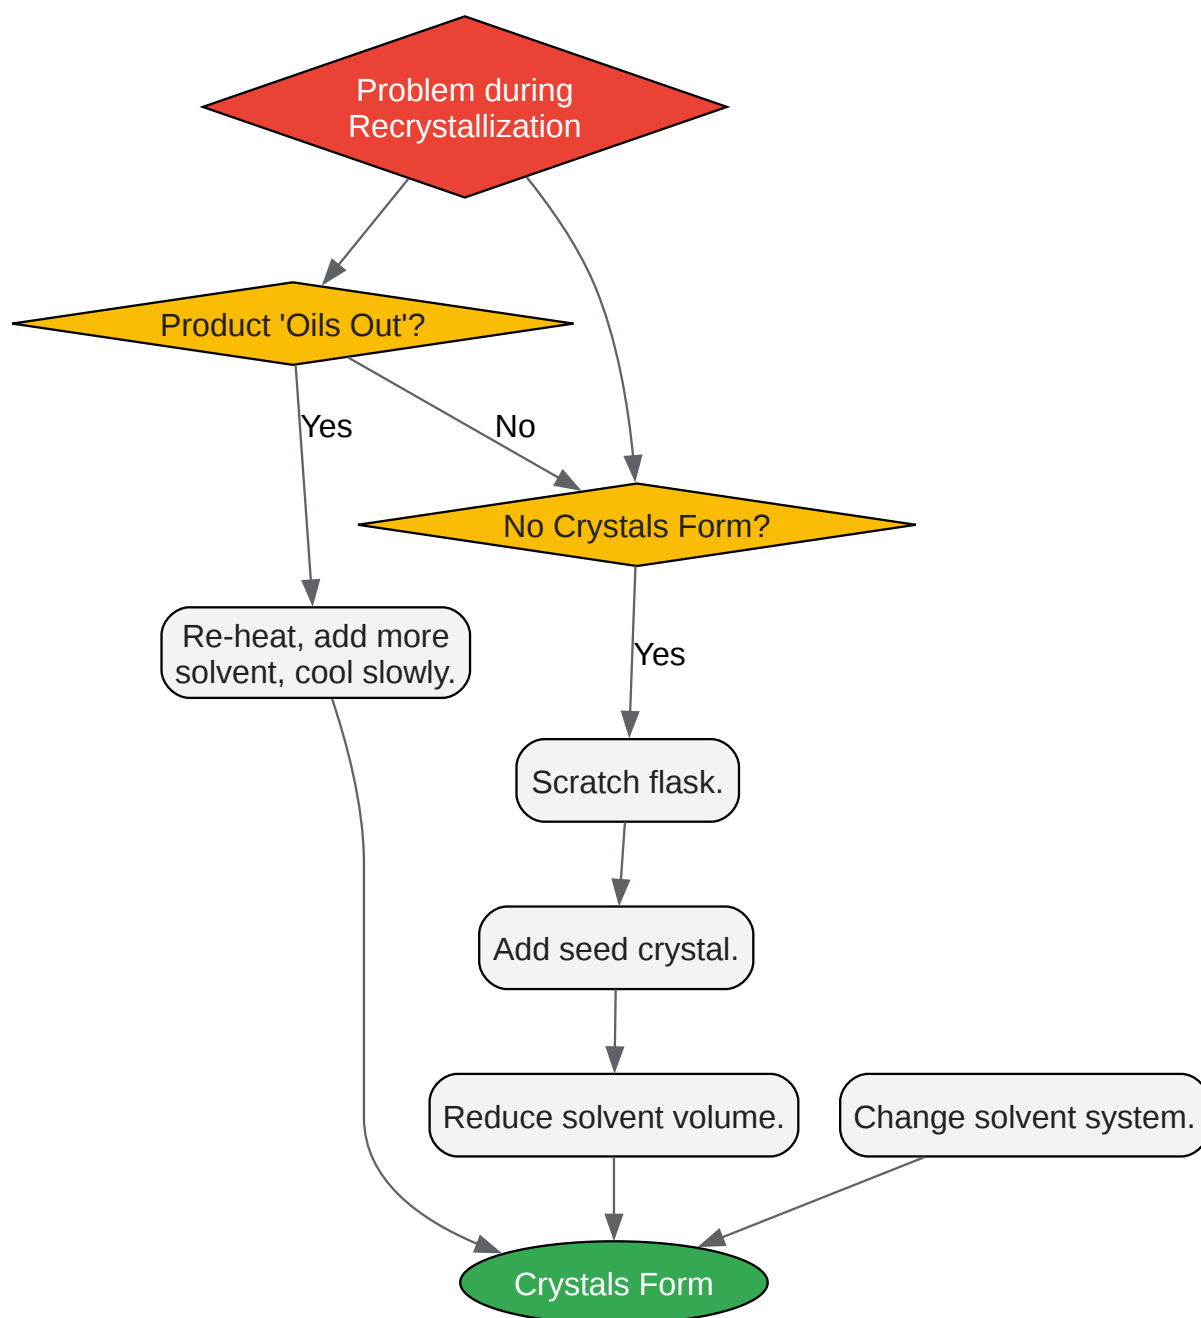 Problem during
Recrystallization
Product 'Oils Out'?
Yes
No
No Crystals Form?
Re-heat, add more
solvent, cool slowly.
Yes
Scratch flask.
Add seed crystal.
Reduce solvent volume.
Change solvent system.
Crystals Form